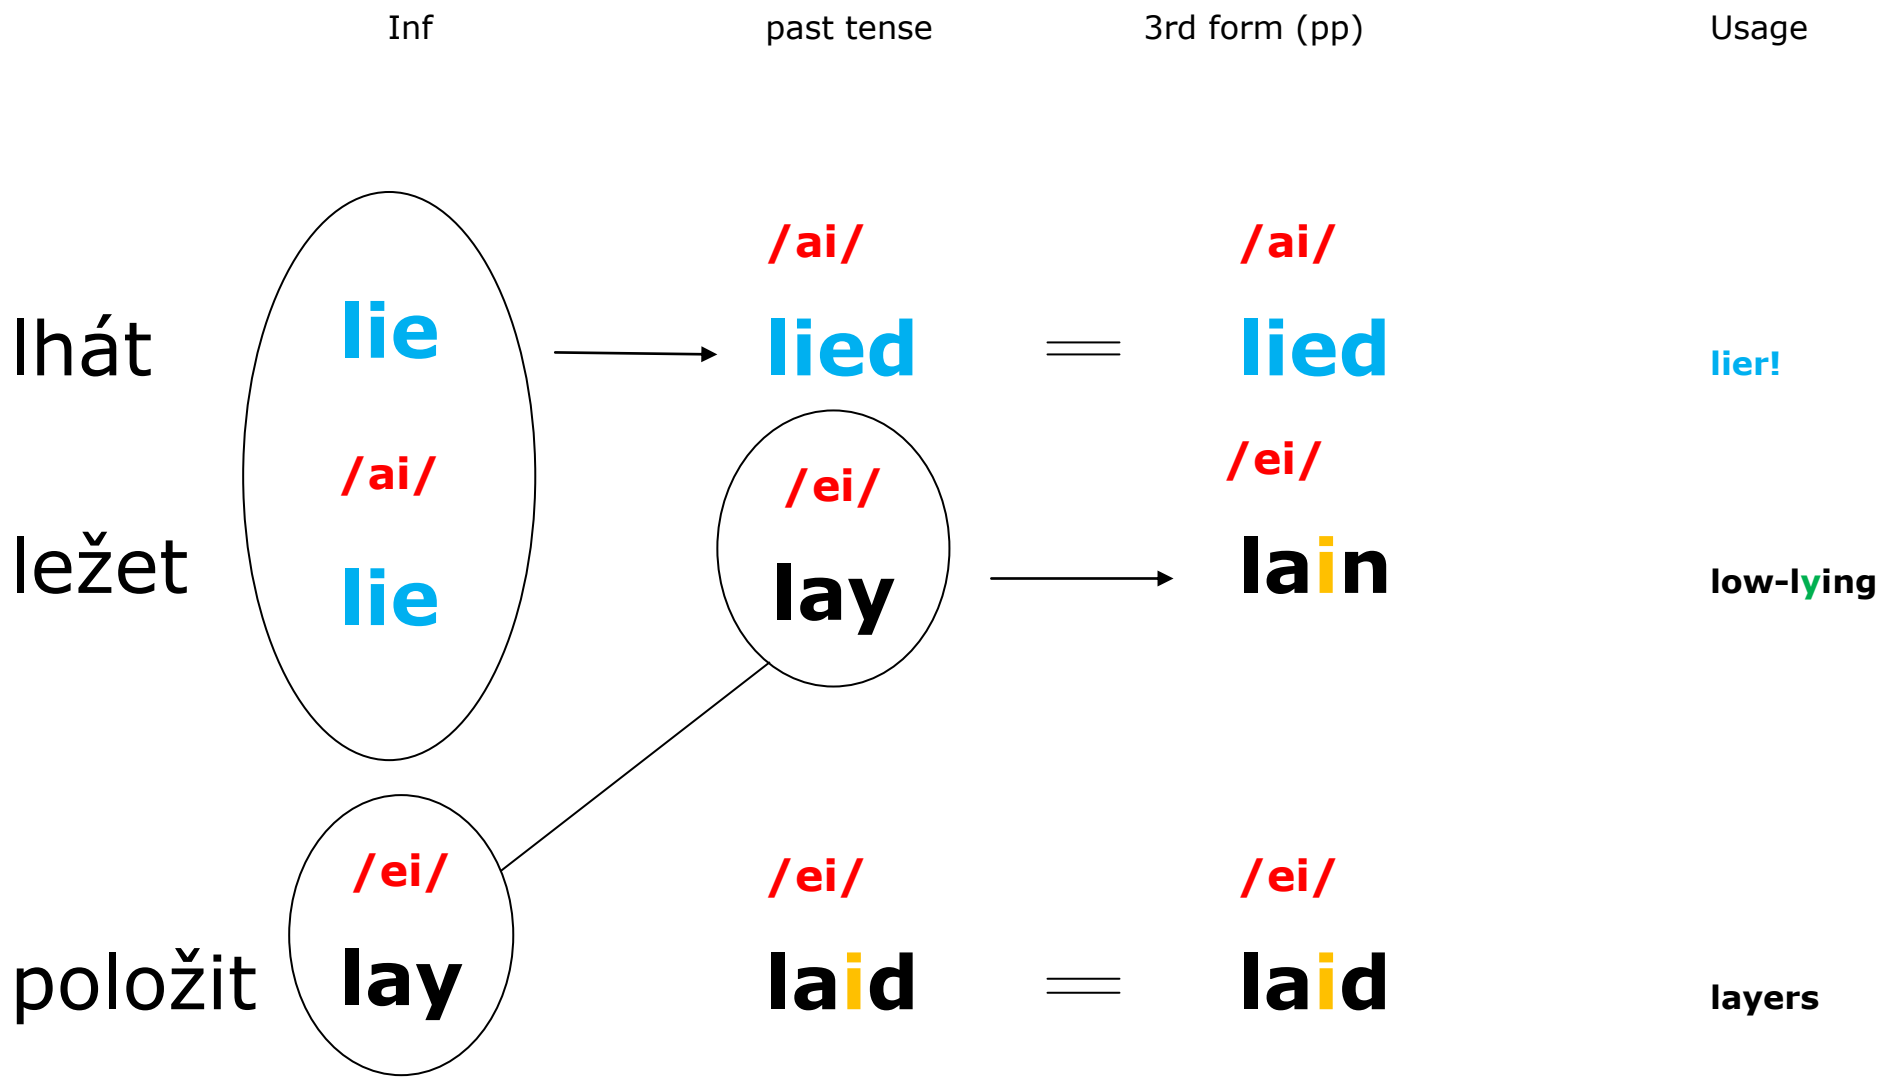 Inf past tense 3rd form (pp) Usage
/ai/ /ai/
lhát lie lied lied lier!
/ai/ /ei/ /ei/
ležet lie lay lain low-lying
/ei/ /ei/ /ei/
položit lay laid laid layers